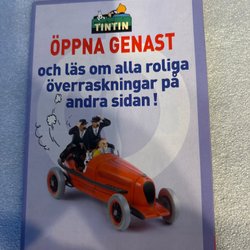 TINTIN
ÖPPNA GENAST
och läs om alla roliga
överraskningar på
andra sidan!